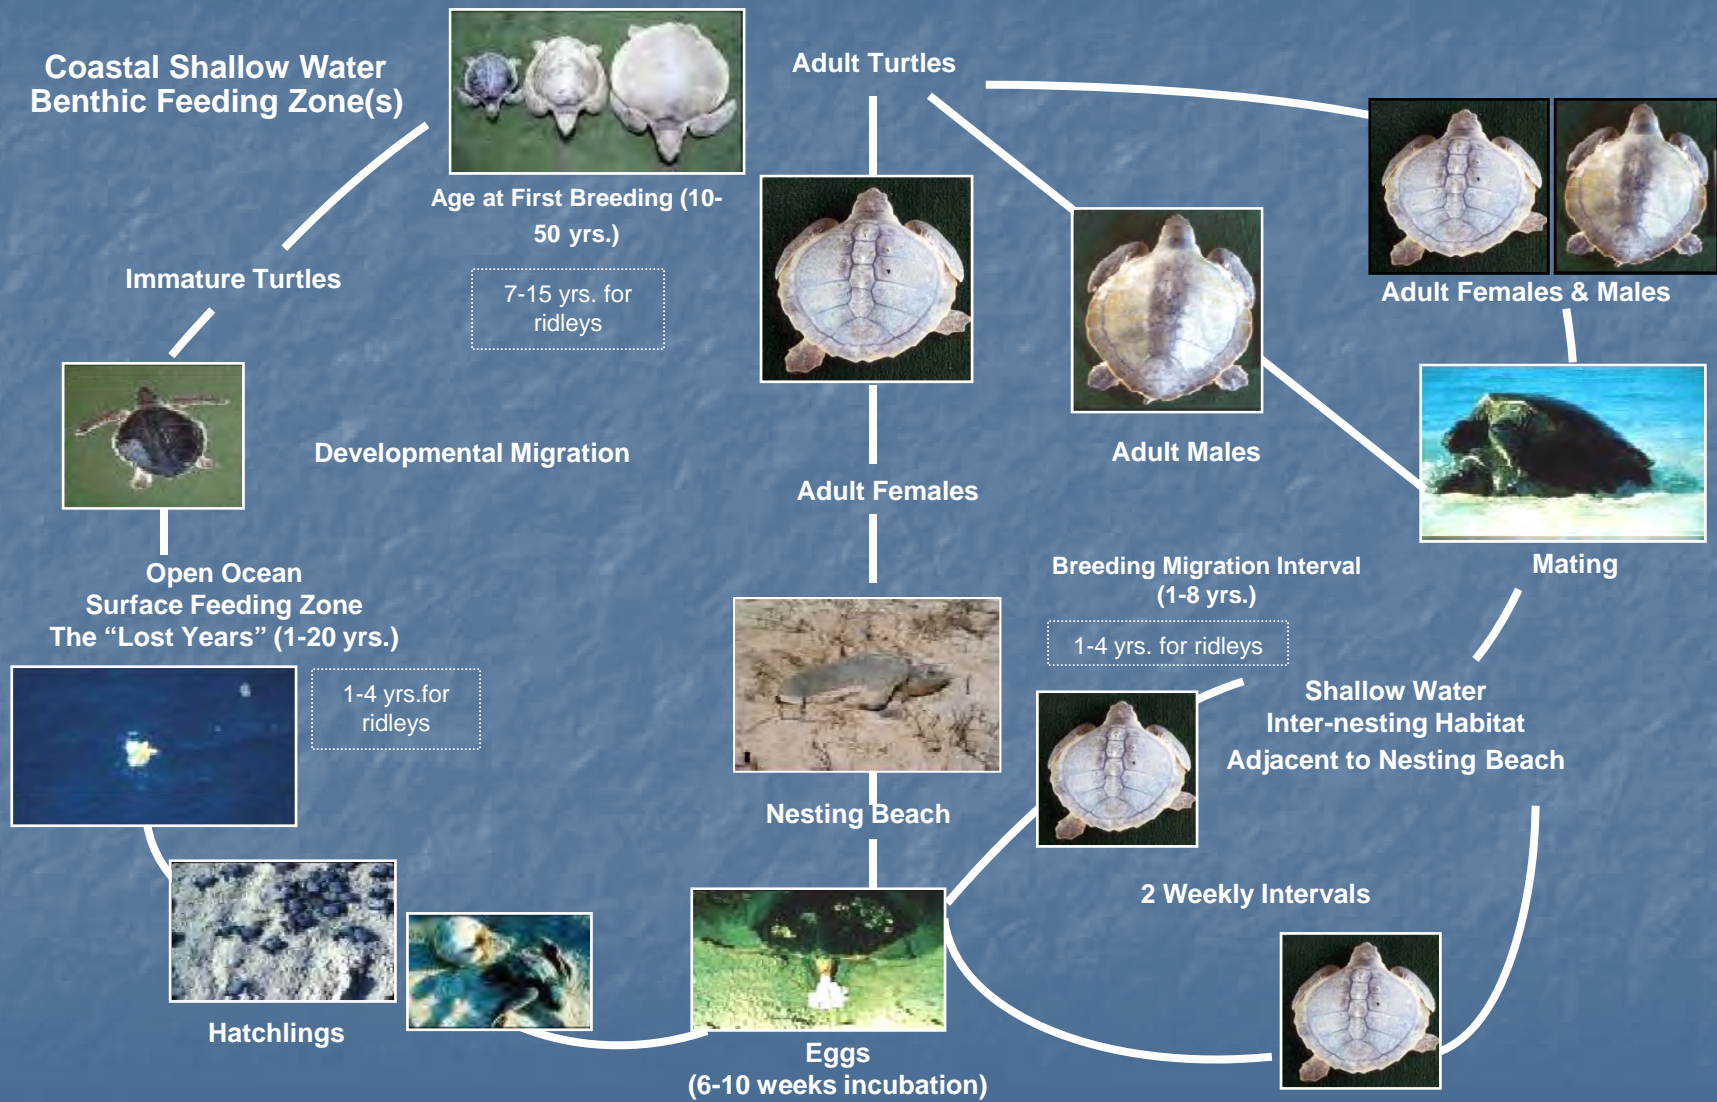 Coastal Shallow Water
Benthic Feeding Zone(s)
Age at First Breeding (10-
50 yrs.)
7-15 yrs. for
ridleys
Immature Turtles
Developmental Migration
Open Ocean
Surface Feeding Zone
The “Lost Years” (1-20 yrs.)
1-4 yrs.for
ridleys
Hatchlings
Adult Turtles
Adult Females
Nesting Beach
Eggs
(6-10 weeks incubation)
Adult Males
Adult Females & Males
Mating
Breeding Migration Interval
(1-8 yrs.)
1-4 yrs. for ridleys
Shallow Water
Inter-nesting Habitat
Adjacent to Nesting Beach
2 Weekly Intervals